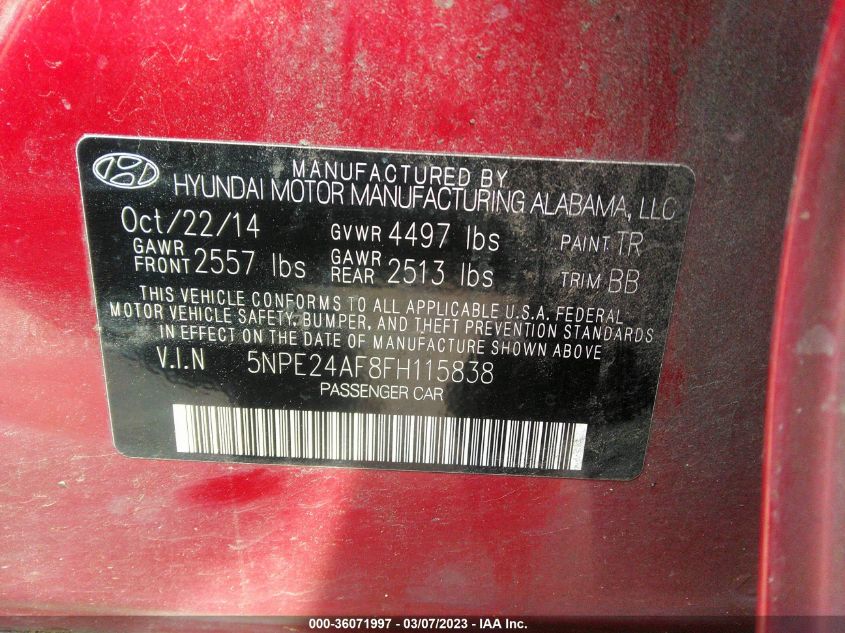 MANUFACTURED BY
HYUNDAI MOTOR MANUFACTURING ALABAMA, LLC
Oct/22/14 GVWR 4497 lbs PAINT TR
GAWR FRONT 2557 lbs GAWR REAR 2513 lbs TRIM BB
THIS VEHICLE CONFORMS TO ALL APPLICABLE U.S.A. FEDERAL
MOTOR VEHICLE SAFETY, BUMPER, AND THEFT PREVENTION STANDARDS
IN EFFECT ON THE DATE OF MANUFACTURE SHOWN ABOVE
V.I.N 5NPE24AF8FH115838
PASSENGER CAR
000-36071997 - 03/07/2023 - IAA Inc.